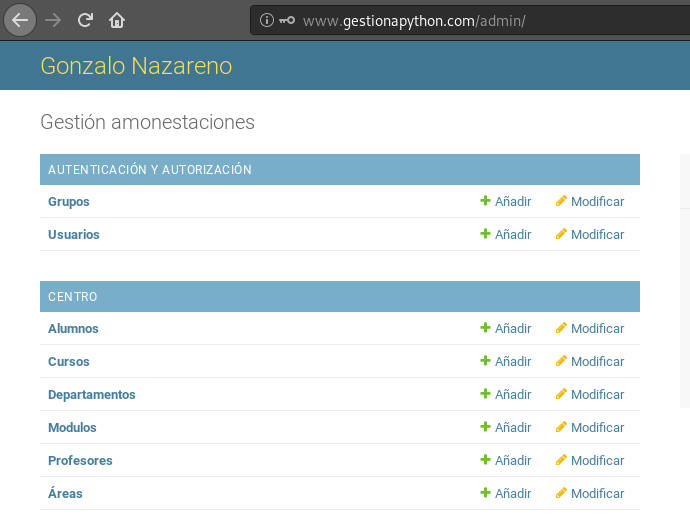 www.gestionapython.com/admin/
Gonzalo Nazareno
Gestión amonestaciones
AUTENTICACIÓN Y AUTORIZACIÓN
Grupos Añadir Modificar
Usuarios Añadir Modificar
CENTRO
Alumnos Añadir Modificar
Cursos Añadir Modificar
Departamentos Añadir Modificar
Modulos Añadir Modificar
Profesores Añadir Modificar
Áreas Añadir Modificar